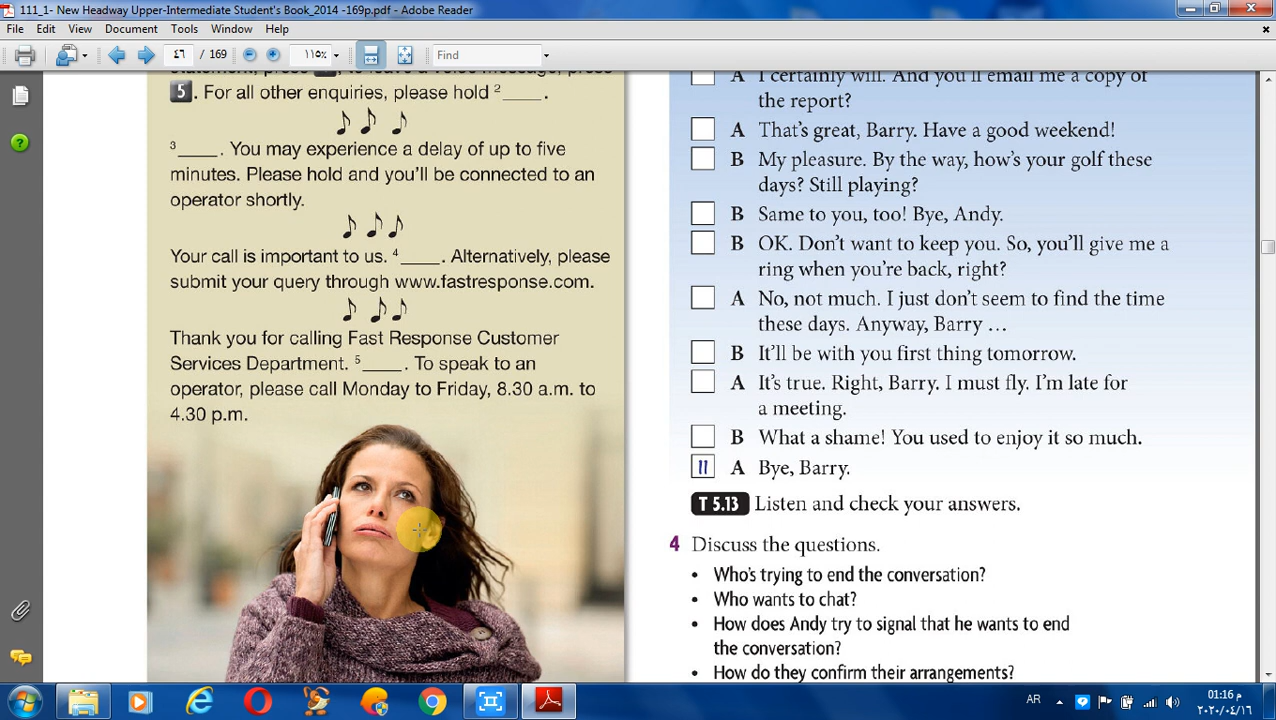 111_1- New Headway Upper-Intermediate Student's Book_2014 -169p.pdf - Adobe Reader
File Edit View Document Tools Window Help
٤٦ / 169 ١١٥% Find
statement, press , to leave a voice message, press
5. For all other enquiries, please hold 2____.
3____. You may experience a delay of up to five
minutes. Please hold and you'll be connected to an
operator shortly.
Your call is important to us. 4____. Alternatively, please
submit your query through www.fastresponse.com.
Thank you for calling Fast Response Customer
Services Department. 5____. To speak to an
operator, please call Monday to Friday, 8.30 a.m. to
4.30 p.m.
A I certainly will. And you'll email me a copy of
the report?
A That's great, Barry. Have a good weekend!
B My pleasure. By the way, how's your golf these
days? Still playing?
B Same to you, too! Bye, Andy.
B OK. Don't want to keep you. So, you'll give me a
ring when you're back, right?
A No, not much. I just don't seem to find the time
these days. Anyway, Barry …
B It'll be with you first thing tomorrow.
A It's true. Right, Barry. I must fly. I'm late for
a meeting.
B What a shame! You used to enjoy it so much.
11 A Bye, Barry.
T 5.13 Listen and check your answers.
4 Discuss the questions.
• Who's trying to end the conversation?
• Who wants to chat?
• How does Andy try to signal that he wants to end
the conversation?
• How do they confirm their arrangements?
AR
01:16 م
٢٠٢٠/٠٤/١٦